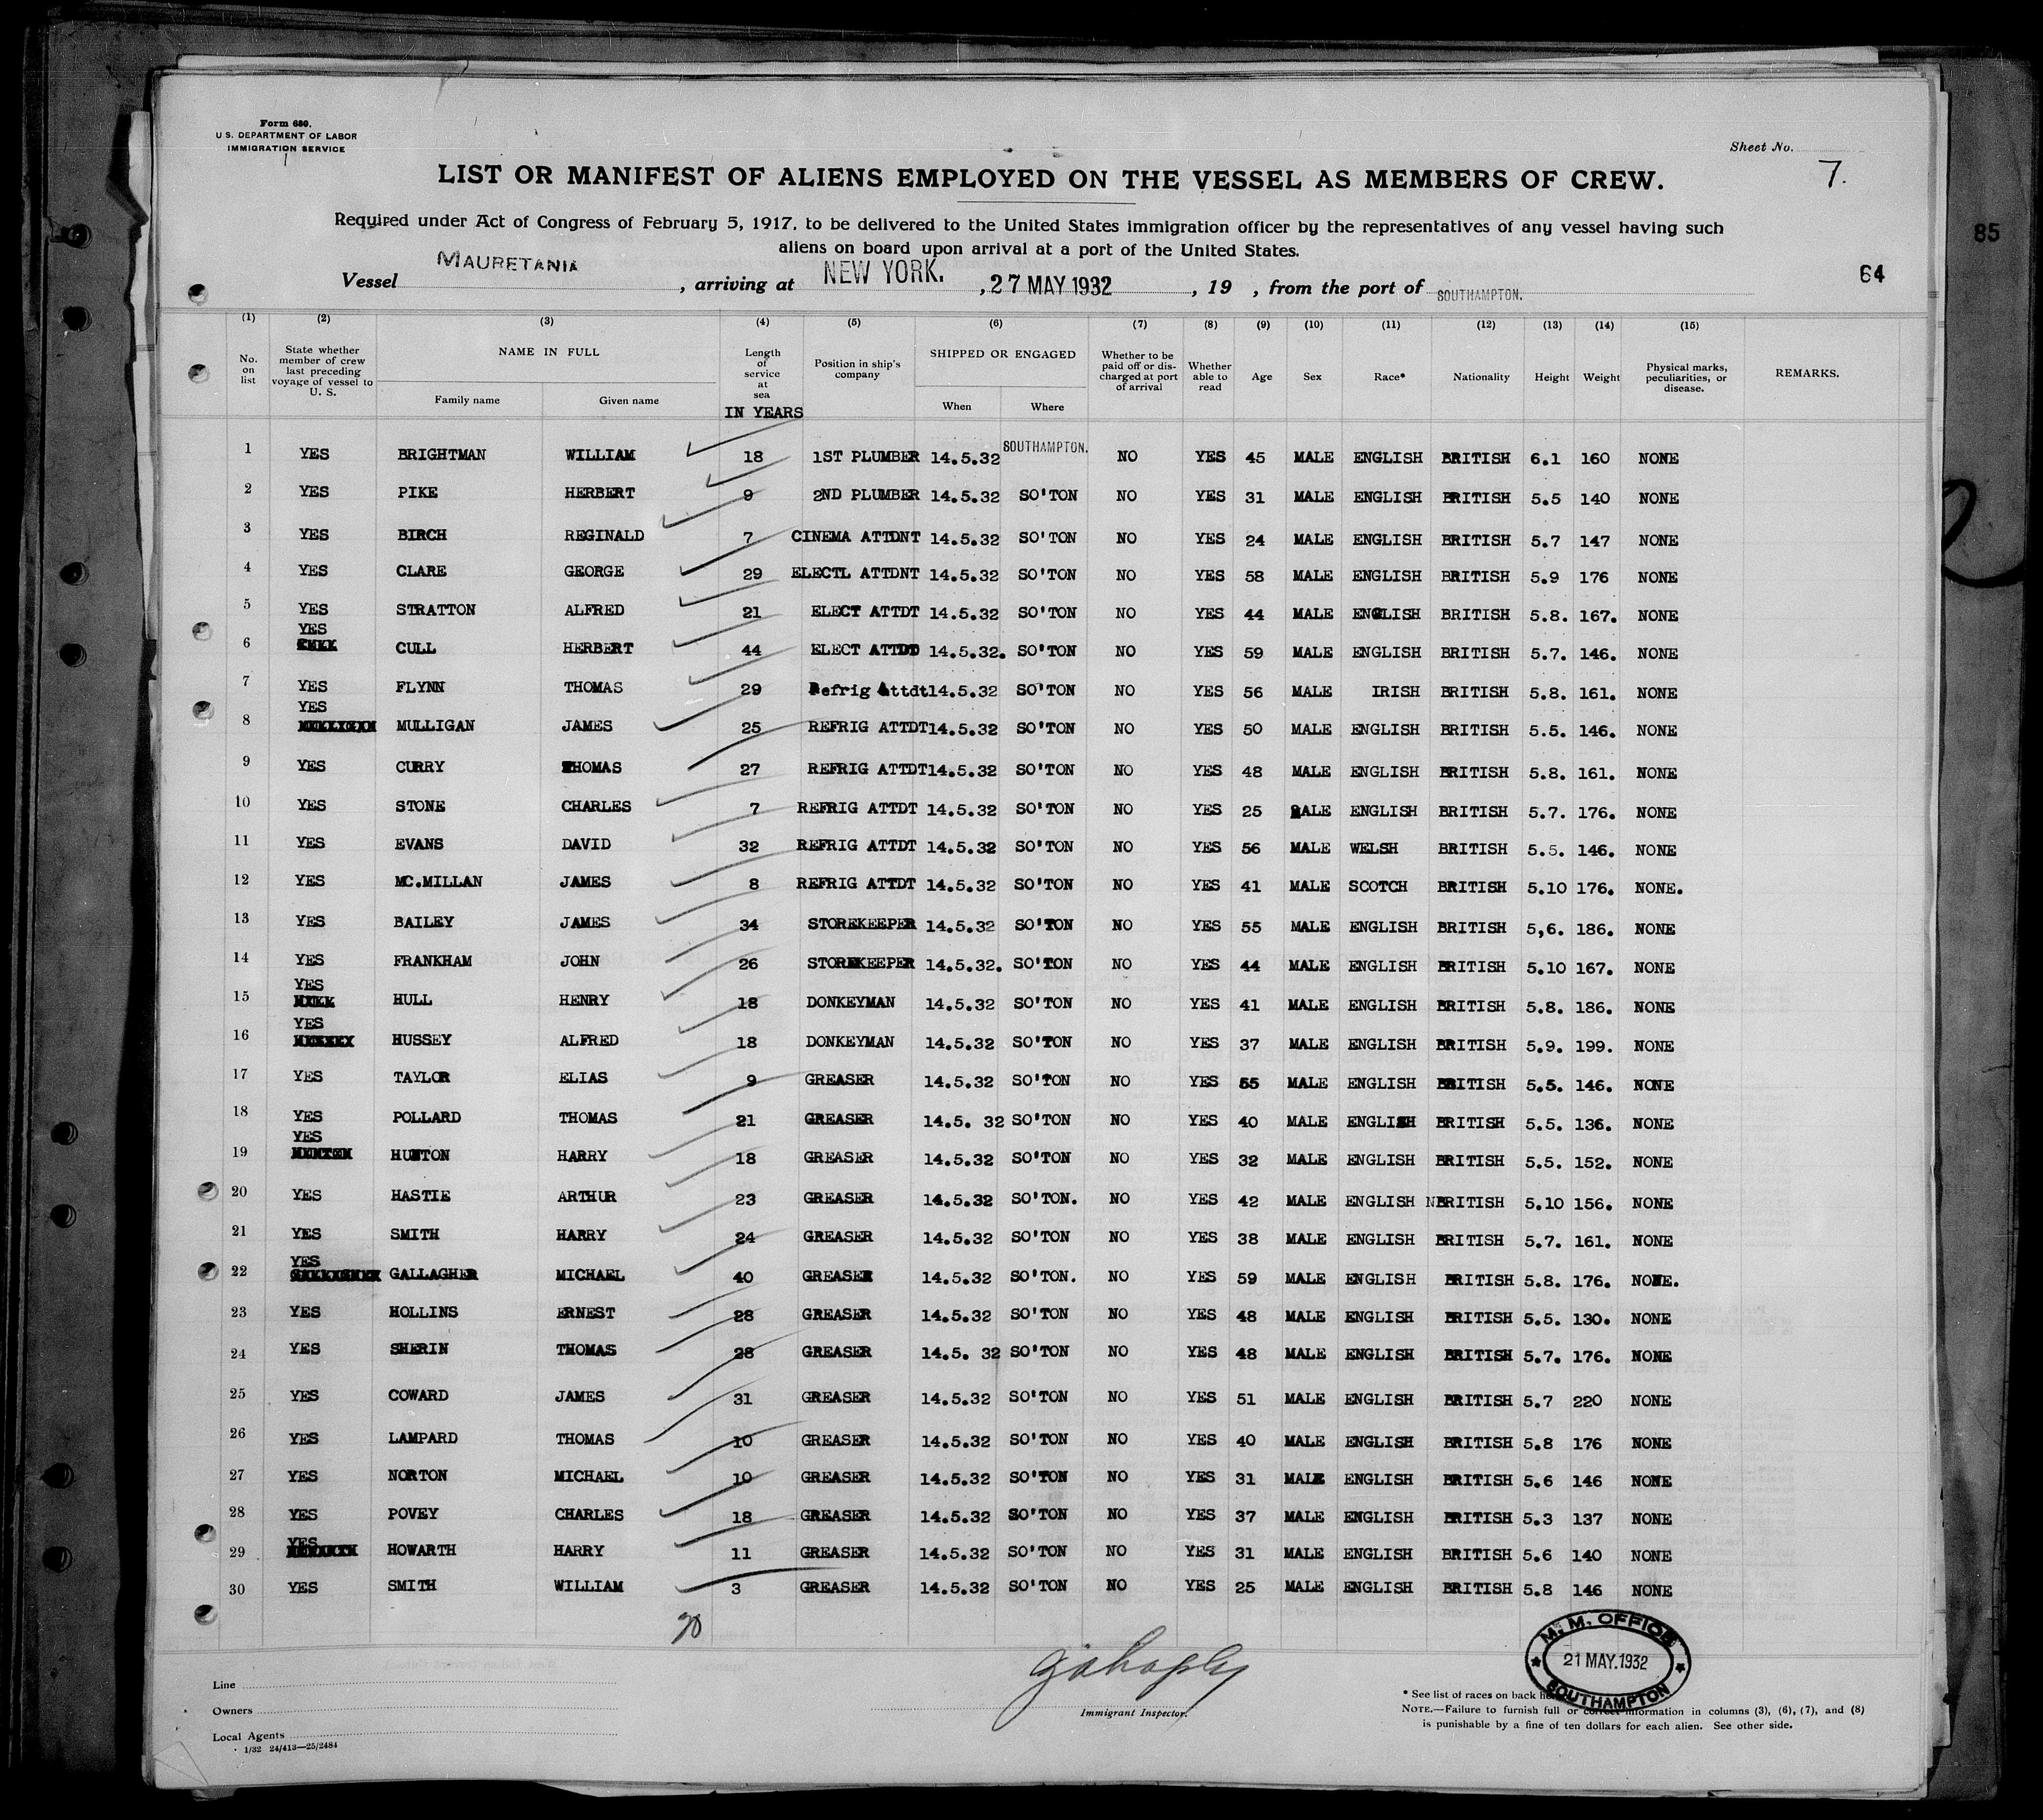 Form 680.
U. S. DEPARTMENT OF LABOR
IMMIGRATION SERVICE
Sheet No.
7.
LIST OR MANIFEST OF ALIENS EMPLOYED ON THE VESSEL AS MEMBERS OF CREW.
Required under Act of Congress of February 5, 1917, to be delivered to the United States immigration officer by the representatives of any vessel having such
aliens on board upon arrival at a port of the United States.
85
64
Vessel MAURETANIA, arriving at NEW YORK., 27 MAY 1932, 19 , from the port of SOUTHAMPTON.
(1) (2) (3) (4) (5) (6) (7) (8) (9) (10) (11) (12) (13) (14) (15)
No. on list
State whether member of crew last preceding voyage of vessel to U. S.
NAME IN FULL
Family name Given name
Length of service at sea
IN YEARS
Position in ship's company
SHIPPED OR ENGAGED
When Where
Whether to be paid off or discharged at port of arrival
Whether able to read
Age Sex Race* Nationality Height Weight
Physical marks, peculiarities, or disease.
REMARKS.
1 YES BRIGHTMAN WILLIAM 18 1ST PLUMBER 14.5.32 SOUTHAMPTON. NO YES 45 MALE ENGLISH BRITISH 6.1 160 NONE
2 YES PIKE HERBERT 9 2ND PLUMBER 14.5.32 SO'TON NO YES 31 MALE ENGLISH BRITISH 5.5 140 NONE
3 YES BIRCH REGINALD 7 CINEMA ATTDNT 14.5.32 SO'TON NO YES 24 MALE ENGLISH BRITISH 5.7 147 NONE
4 YES CLARE GEORGE 29 ELECTL ATTDNT 14.5.32 SO'TON NO YES 58 MALE ENGLISH BRITISH 5.9 176 NONE
5 YES STRATTON ALFRED 21 ELECT ATTDT 14.5.32 SO'TON NO YES 44 MALE ENGLISH BRITISH 5.8. 167. NONE
6 YES CULL HERBERT 44 ELECT ATTDD 14.5.32. SO'TON NO YES 59 MALE ENGLISH BRITISH 5.7. 146. NONE
7 YES FLYNN THOMAS 29 Refrig Attdt 14.5.32 SO'TON NO YES 56 MALE IRISH BRITISH 5.8. 161. NONE
8 YES MULLIGAN JAMES 25 REFRIG ATTDT 14.5.32 SO'TON NO YES 50 MALE ENGLISH BRITISH 5.5. 146. NONE
9 YES CURRY THOMAS 27 REFRIG ATTDT 14.5.32 SO'TON NO YES 48 MALE ENGLISH BRITISH 5.8. 161. NONE
10 YES STONE CHARLES 7 REFRIG ATTDT 14.5.32 SO'TON NO YES 25 MALE ENGLISH BRITISH 5.7. 176. NONE
11 YES EVANS DAVID 32 REFRIG ATTDT 14.5.32 SO'TON NO YES 56 MALE WELSH BRITISH 5.5. 146. NONE
12 YES MC.MILLAN JAMES 8 REFRIG ATTDT 14.5.32 SO'TON NO YES 41 MALE SCOTCH BRITISH 5.10 176. NONE.
13 YES BAILEY JAMES 34 STOREKEEPER 14.5.32 SO'TON NO YES 55 MALE ENGLISH BRITISH 5,6. 186. NONE
14 YES FRANKHAM JOHN 26 STOREKEEPER 14.5.32. SO'TON NO YES 44 MALE ENGLISH BRITISH 5.10 167. NONE
15 YES HULL HENRY 18 DONKEYMAN 14.5.32 SO'TON NO YES 41 MALE ENGLISH BRITISH 5.8. 186. NONE
16 YES HUSSEY ALFRED 18 DONKEYMAN 14.5.32 SO'TON NO YES 37 MALE ENGLISH BRITISH 5.9. 199. NONE
17 YES TAYLOR ELIAS 9 GREASER 14.5.32 SO'TON NO YES 55 MALE ENGLISH BRITISH 5.5. 146. NONE
18 YES POLLARD THOMAS 21 GREASER 14.5. 32 SO'TON NO YES 40 MALE ENGLISH BRITISH 5.5. 136. NONE
19 YES HUNTON HARRY 18 GREASER 14.5.32 SO'TON NO YES 32 MALE ENGLISH BRITISH 5.5. 152. NONE
20 YES HASTIE ARTHUR 23 GREASER 14.5.32 SO'TON. NO YES 42 MALE ENGLISH BRITISH 5.10 156. NONE
21 YES SMITH HARRY 24 GREASER 14.5.32 SO'TON NO YES 38 MALE ENGLISH BRITISH 5.7. 161. NONE
22 YES GALLAGHER MICHAEL 40 GREASER 14.5.32 SO'TON. NO YES 59 MALE ENGLISH BRITISH 5.8. 176. NONE.
23 YES HOLLINS ERNEST 28 GREASER 14.5.32 SO'TON NO YES 48 MALE ENGLISH BRITISH 5.5. 130. NONE
24 YES SHERIN THOMAS 28 GREASER 14.5. 32 SO'TON NO YES 48 MALE ENGLISH BRITISH 5.7. 176. NONE
25 YES COWARD JAMES 31 GREASER 14.5.32 SO'TON NO YES 51 MALE ENGLISH BRITISH 5.7 220 NONE
26 YES LAMPARD THOMAS 10 GREASER 14.5.32 SO'TON NO YES 40 MALE ENGLISH BRITISH 5.8 176 NONE
27 YES NORTON MICHAEL 10 GREASER 14.5.32 SO'TON NO YES 31 MALE ENGLISH BRITISH 5.6 146 NONE
28 YES POVEY CHARLES 18 GREASER 14.5.32 SO'TON NO YES 37 MALE ENGLISH BRITISH 5.3 137 NONE
29 YES HOWARTH HARRY 11 GREASER 14.5.32 SO'TON NO YES 31 MALE ENGLISH BRITISH 5.6 140 NONE
30 YES SMITH WILLIAM 3 GREASER 14.5.32 SO'TON NO YES 25 MALE ENGLISH BRITISH 5.8 146 NONE
M. M. OFFICE
21 MAY.1932
SOUTHAMPTON
Line
Owners
Local Agents
1/32 24/413—25/2484
Immigrant Inspector.
* See list of races on back
NOTE.—Failure to furnish full or correct information in columns (3), (6), (7), and (8)
is punishable by a fine of ten dollars for each alien. See other side.